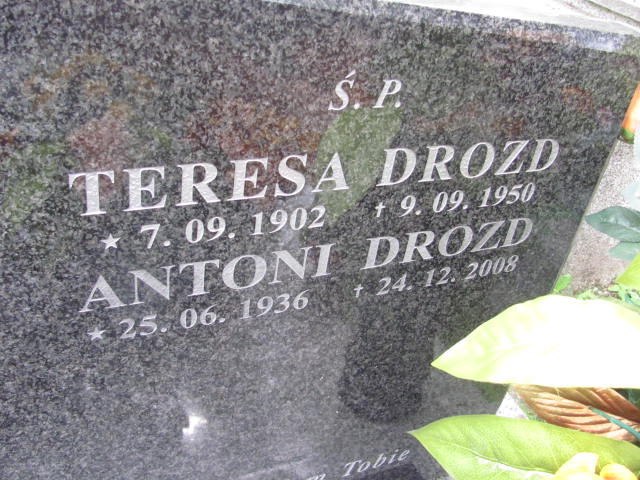 Ś. P.
TERESA DROZD
★ 7. 09. 1902 † 9. 09. 1950
ANTONI DROZD
★ 25. 06. 1936 † 24. 12. 2008
Tobie